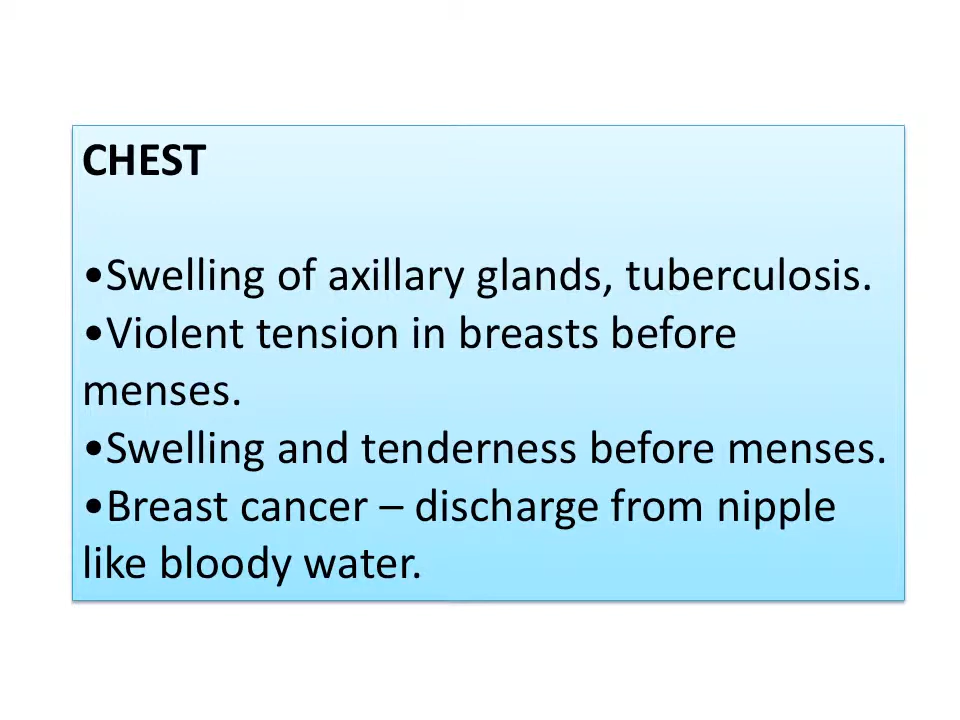 CHEST
•Swelling of axillary glands, tuberculosis.
•Violent tension in breasts before
menses.
•Swelling and tenderness before menses.
•Breast cancer – discharge from nipple
like bloody water.